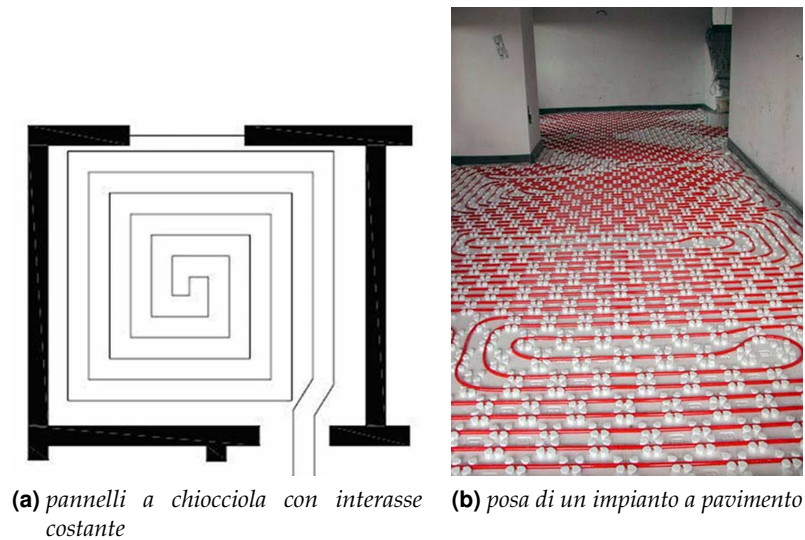 (a) pannelli a chiocciola con interasse
costante
(b) posa di un impianto a pavimento